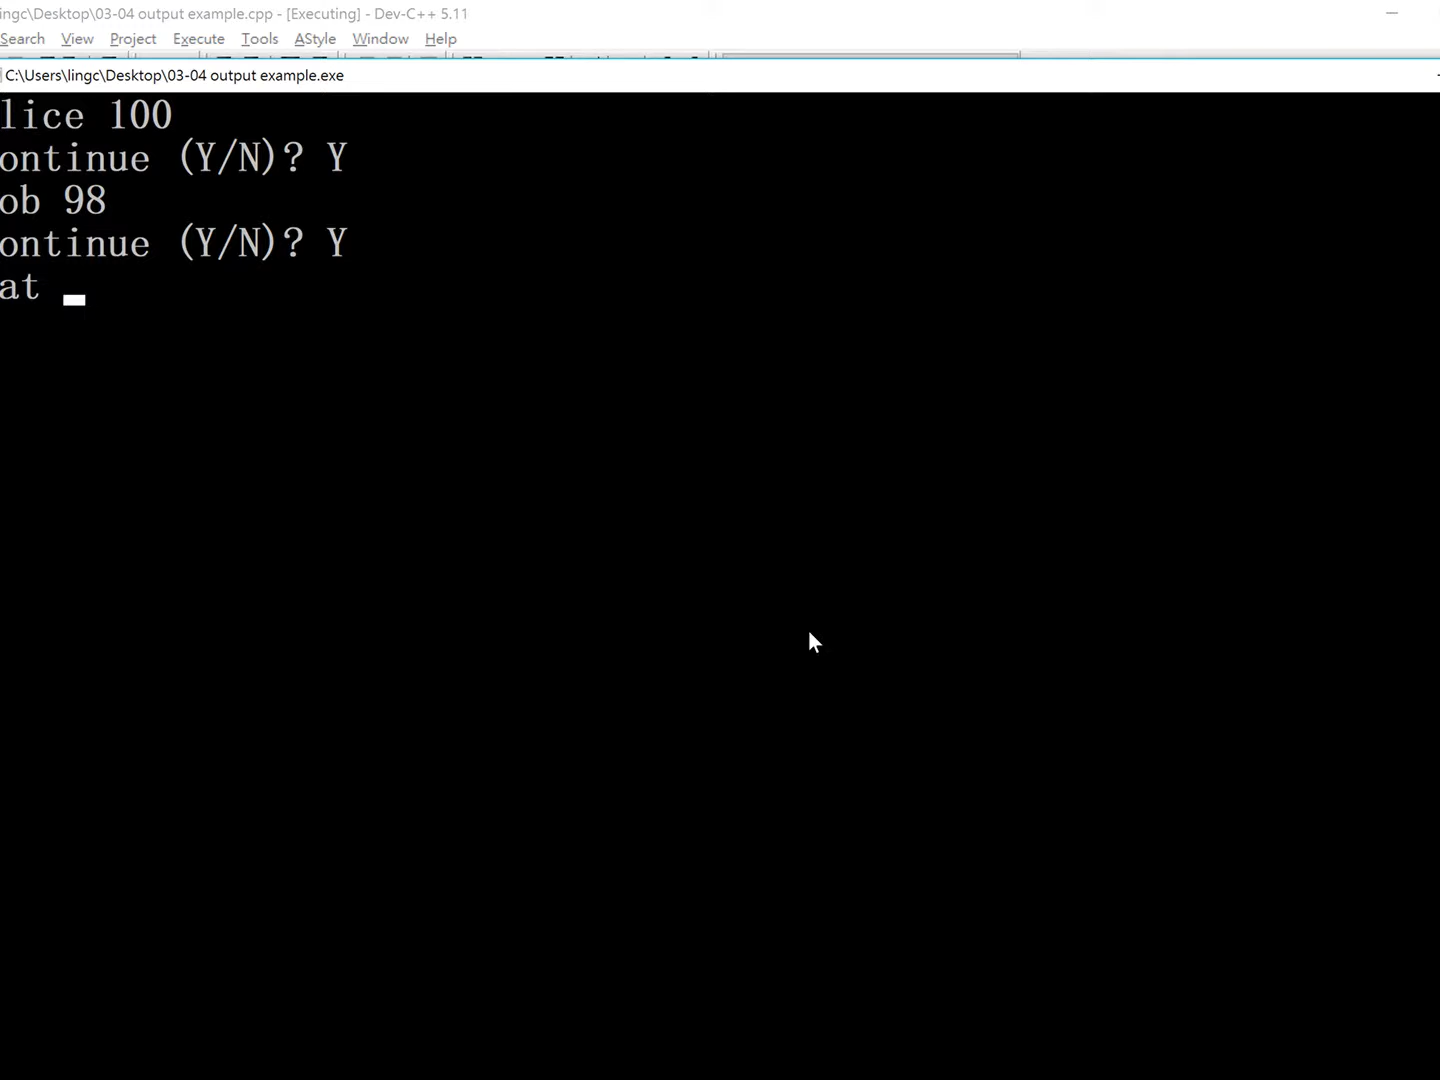 ingc\Desktop\03-04 output example.cpp - [Executing] - Dev-C++ 5.11
Search View Project Execute Tools AStyle Window Help
C:\Users\lingc\Desktop\03-04 output example.exe
lice 100
ontinue (Y/N)? Y
ob 98
ontinue (Y/N)? Y
at